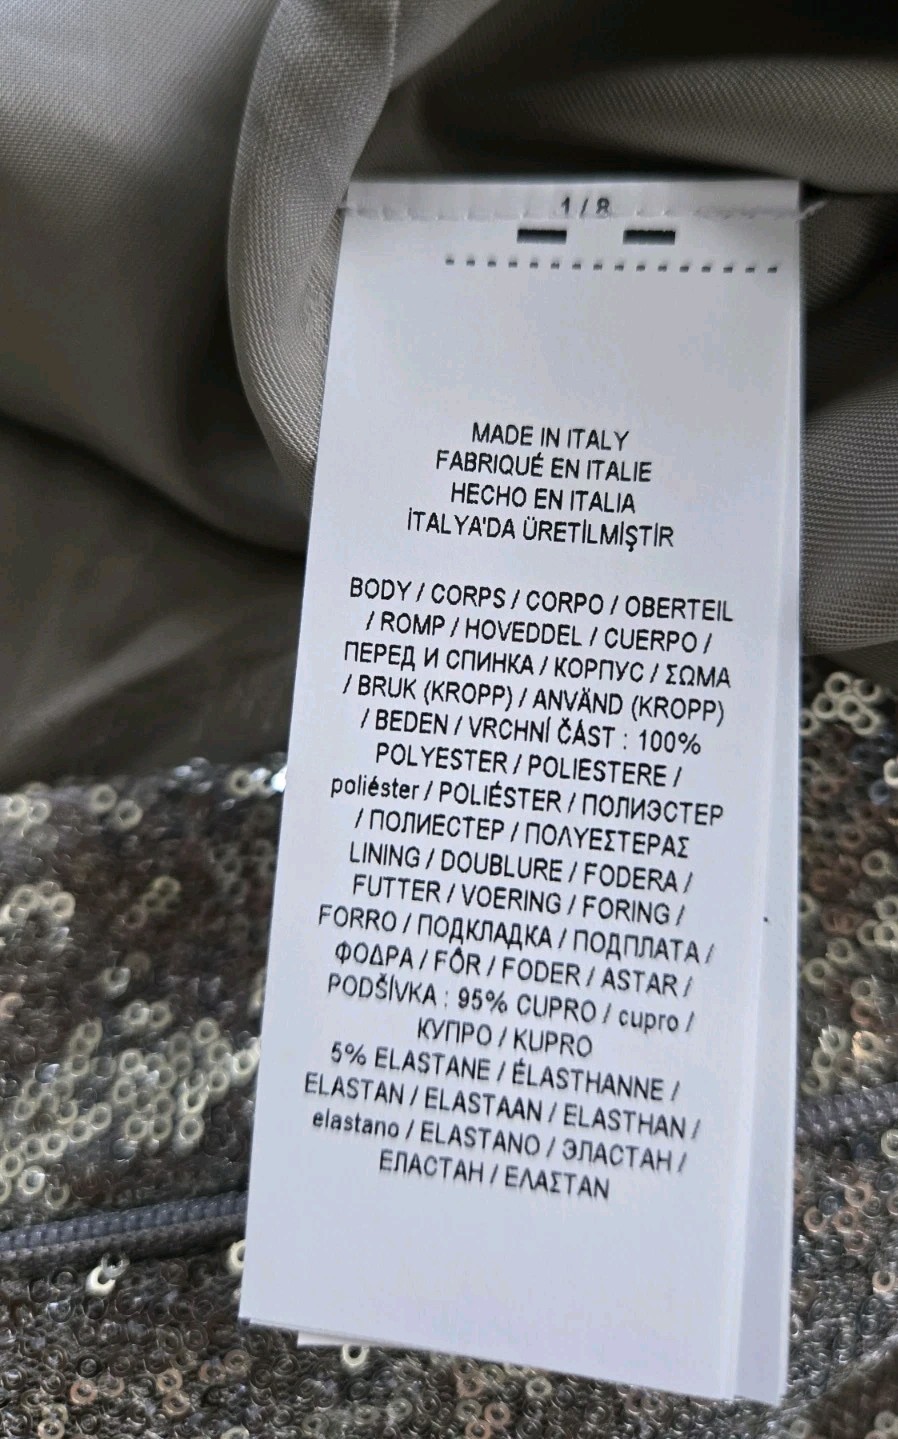 1 / 8
MADE IN ITALY
FABRIQUÉ EN ITALIE
HECHO EN ITALIA
İTALYA'DA ÜRETİLMİŞTİR
BODY / CORPS / CORPO / OBERTEIL
/ ROMP / HOVEDDEL / CUERPO /
ПЕРЕД И СПИНКА / КОРПУС / ΣΩΜΑ
/ BRUK (KROPP) / ANVÄND (KROPP)
/ BEDEN / VRCHNÍ ČÁST : 100%
POLYESTER / POLIESTERE /
poliéster / POLIÉSTER / ПОЛИЭСТЕР
/ ПОЛИЕСТЕР / ΠΟΛΥΕΣΤΕΡΑΣ
LINING / DOUBLURE / FODERA /
FUTTER / VOERING / FORING /
FORRO / ПОДКЛАДКА / ПОДПЛАТА /
ΦΟΔΡΑ / FÔR / FODER / ASTAR /
PODŠÍVKA : 95% CUPRO / cupro /
КУПРО / KUPRO
5% ELASTANE / ÉLASTHANNE /
ELASTAN / ELASTAAN / ELASTHAN /
elastano / ELASTANO / ЭЛАСТАН /
ЕЛАСТАН / ΕΛΑΣΤΑΝ